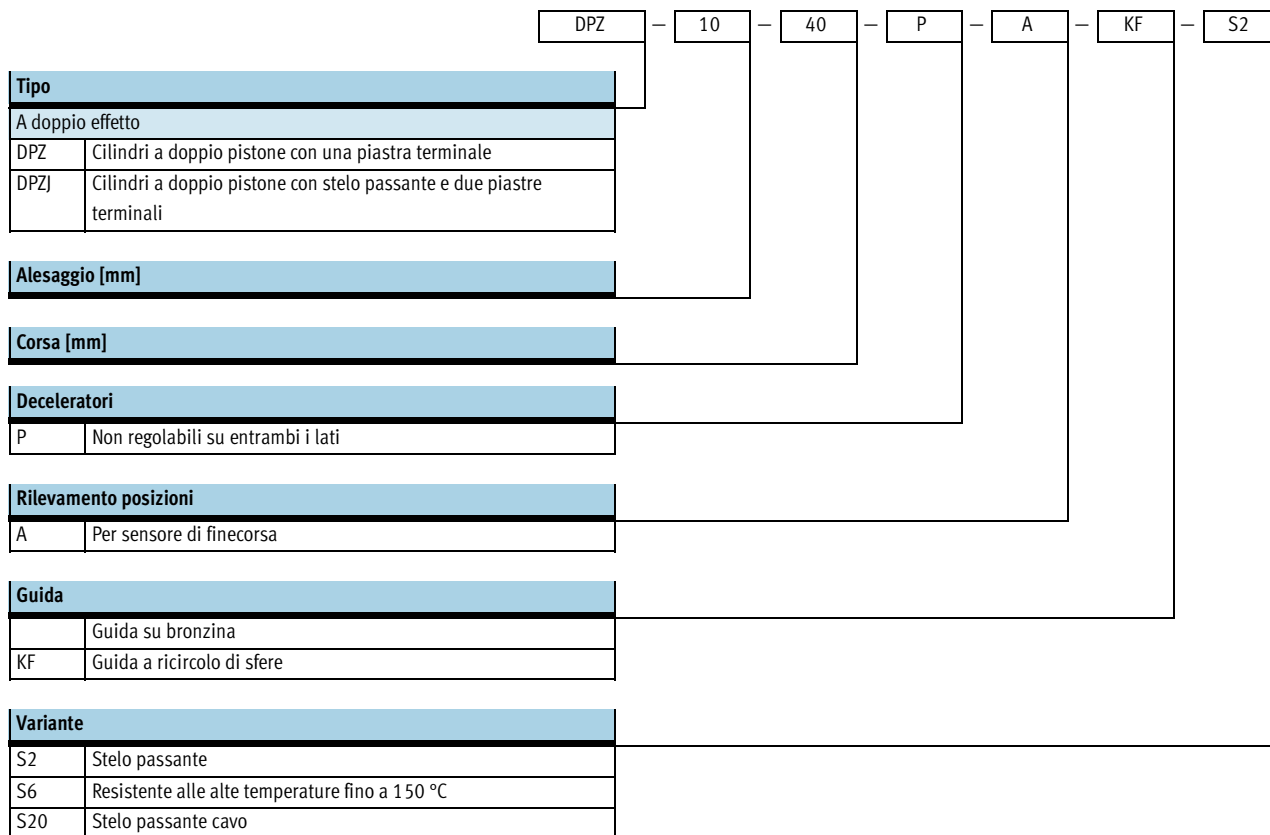 DPZ – 10 – 40 – P – A – KF – S2
Tipo
A doppio effetto
DPZ Cilindri a doppio pistone con una piastra terminale
DPZJ Cilindri a doppio pistone con stelo passante e due piastre
terminali
Alesaggio [mm]
Corsa [mm]
Deceleratori
P Non regolabili su entrambi i lati
Rilevamento posizioni
A Per sensore di finecorsa
Guida
Guida su bronzina
KF Guida a ricircolo di sfere
Variante
S2 Stelo passante
S6 Resistente alle alte temperature fino a 150 °C
S20 Stelo passante cavo